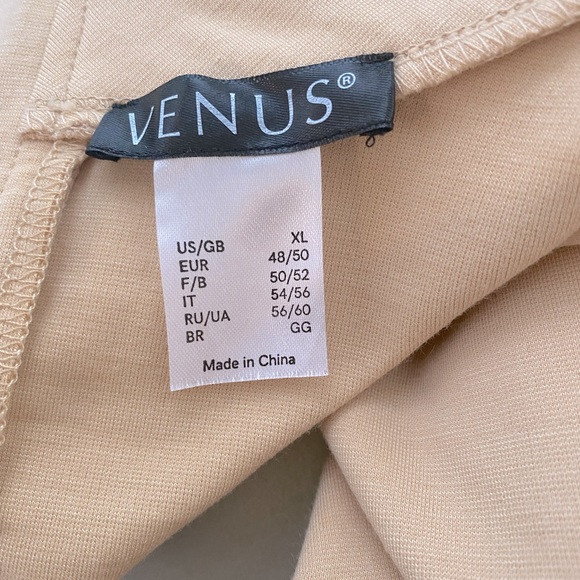 VENUS®
US/GB XL
EUR 48/50
F/B 50/52
IT 54/56
RU/UA 56/60
BR GG
Made in China